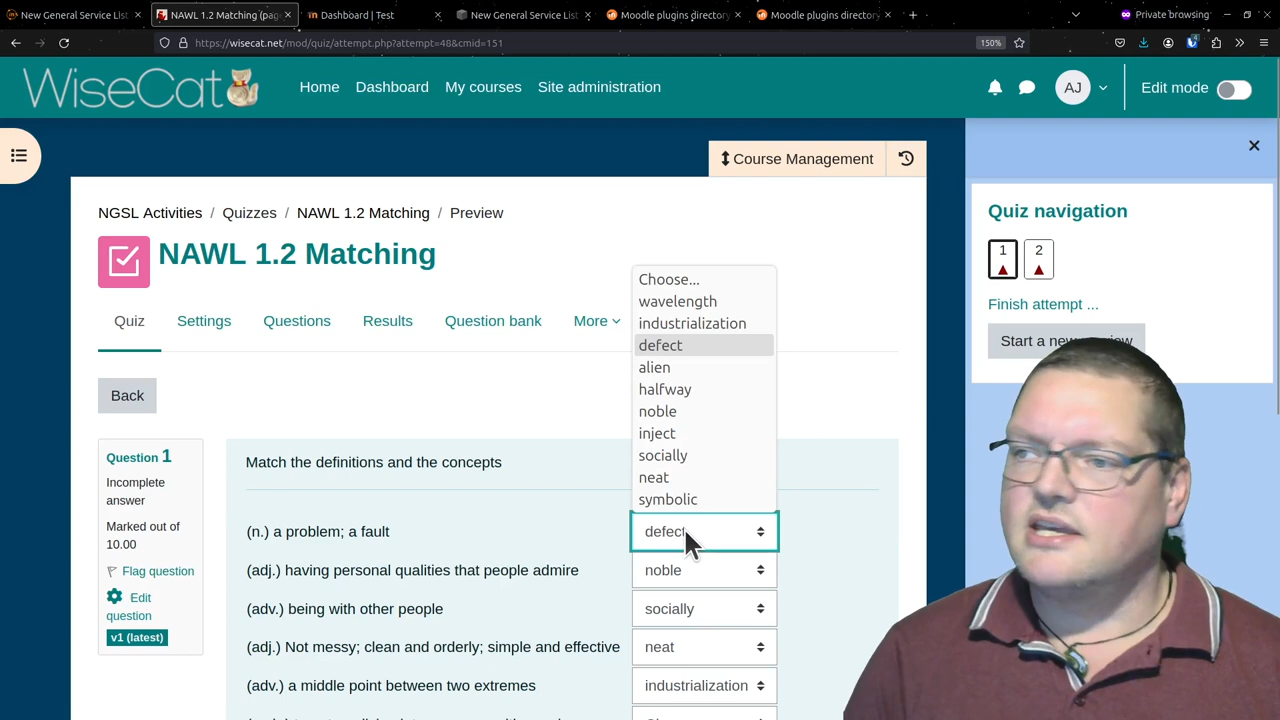 New General Service List
NAWL 1.2 Matching (pag
Dashboard | Test
New General Service List
Moodle plugins directory
Moodle plugins directory
Private browsing
https://wisecat.net/mod/quiz/attempt.php?attempt=48&cmid=151
150%
WiseCat
Home
Dashboard
My courses
Site administration
AJ
Edit mode
Course Management
NGSL Activities / Quizzes / NAWL 1.2 Matching / Preview
NAWL 1.2 Matching
Quiz
Settings
Questions
Results
Question bank
More
Back
Question 1
Incomplete
answer
Marked out of
10.00
Flag question
Edit
question
v1 (latest)
Match the definitions and the concepts
Choose...
wavelength
industrialization
defect
alien
halfway
noble
inject
socially
neat
symbolic
(n.) a problem; a fault
defect
(adj.) having personal qualities that people admire
noble
(adv.) being with other people
socially
(adj.) Not messy; clean and orderly; simple and effective
neat
(adv.) a middle point between two extremes
industrialization
Quiz navigation
1
2
Finish attempt ...
Start a new preview